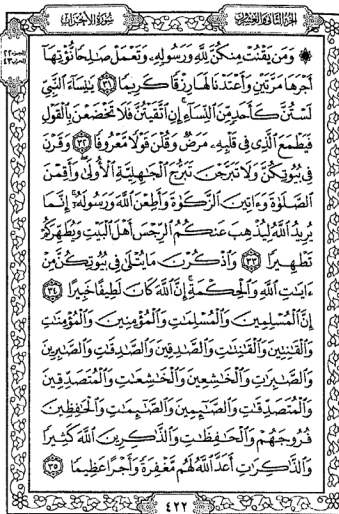 الجزء الثاني والعشرون سورة الأحزاب
۞ وَمَن يَقْنُتْ مِنكُنَّ لِلَّهِ وَرَسُولِهِۦ وَتَعْمَلْ صَٰلِحًا نُّؤْتِهَآ
أَجْرَهَا مَرَّتَيْنِ وَأَعْتَدْنَا لَهَا رِزْقًا كَرِيمًا ٣١ يَٰنِسَآءَ ٱلنَّبِىِّ
لَسْتُنَّ كَأَحَدٍ مِّنَ ٱلنِّسَآءِ إِنِ ٱتَّقَيْتُنَّ فَلَا تَخْضَعْنَ بِٱلْقَوْلِ
فَيَطْمَعَ ٱلَّذِى فِى قَلْبِهِۦ مَرَضٌ وَقُلْنَ قَوْلًا مَّعْرُوفًا ٣٢ وَقَرْنَ
فِى بُيُوتِكُنَّ وَلَا تَبَرَّجْنَ تَبَرُّجَ ٱلْجَٰهِلِيَّةِ ٱلْأُولَىٰ وَأَقِمْنَ
ٱلصَّلَوٰةَ وَءَاتِينَ ٱلزَّكَوٰةَ وَأَطِعْنَ ٱللَّهَ وَرَسُولَهُۥٓ إِنَّمَا
يُرِيدُ ٱللَّهُ لِيُذْهِبَ عَنكُمُ ٱلرِّجْسَ أَهْلَ ٱلْبَيْتِ وَيُطَهِّرَكُمْ
تَطْهِيرًا ٣٣ وَٱذْكُرْنَ مَا يُتْلَىٰ فِى بُيُوتِكُنَّ مِنْ
ءَايَٰتِ ٱللَّهِ وَٱلْحِكْمَةِ إِنَّ ٱللَّهَ كَانَ لَطِيفًا خَبِيرًا ٣٤
إِنَّ ٱلْمُسْلِمِينَ وَٱلْمُسْلِمَٰتِ وَٱلْمُؤْمِنِينَ وَٱلْمُؤْمِنَٰتِ
وَٱلْقَٰنِتِينَ وَٱلْقَٰنِتَٰتِ وَٱلصَّٰدِقِينَ وَٱلصَّٰدِقَٰتِ وَٱلصَّٰبِرِينَ
وَٱلصَّٰبِرَٰتِ وَٱلْخَٰشِعِينَ وَٱلْخَٰشِعَٰتِ وَٱلْمُتَصَدِّقِينَ
وَٱلْمُتَصَدِّقَٰتِ وَٱلصَّٰٓئِمِينَ وَٱلصَّٰٓئِمَٰتِ وَٱلْحَٰفِظِينَ
فُرُوجَهُمْ وَٱلْحَٰفِظَٰتِ وَٱلذَّٰكِرِينَ ٱللَّهَ كَثِيرًا
وَٱلذَّٰكِرَٰتِ أَعَدَّ ٱللَّهُ لَهُم مَّغْفِرَةً وَأَجْرًا عَظِيمًا ٣٥
٤٢٢